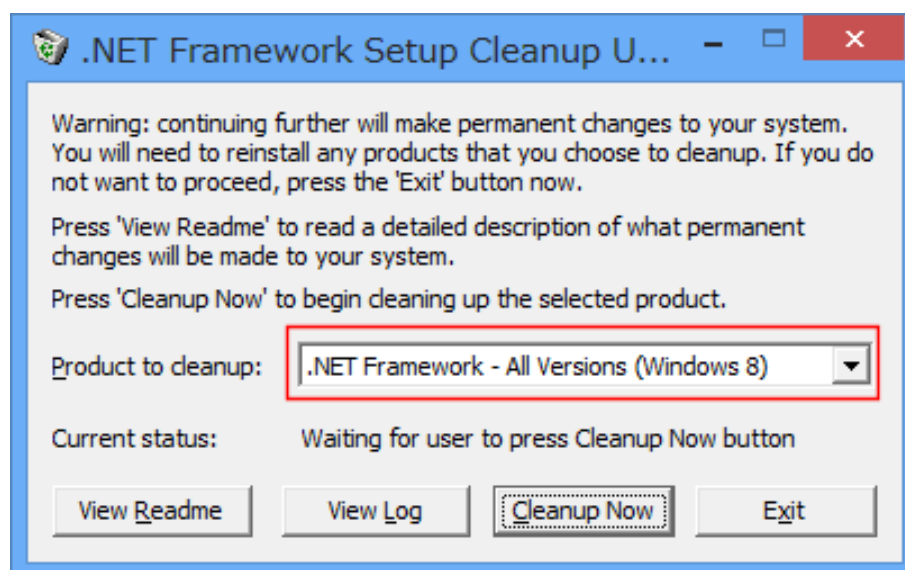 .NET Framework Setup Cleanup U...
Warning: continuing further will make permanent changes to your system.
You will need to reinstall any products that you choose to cleanup. If you do
not want to proceed, press the 'Exit' button now.
Press 'View Readme' to read a detailed description of what permanent
changes will be made to your system.
Press 'Cleanup Now' to begin cleaning up the selected product.
Product to cleanup: .NET Framework - All Versions (Windows 8)
Current status: Waiting for user to press Cleanup Now button
View Readme View Log Cleanup Now Exit